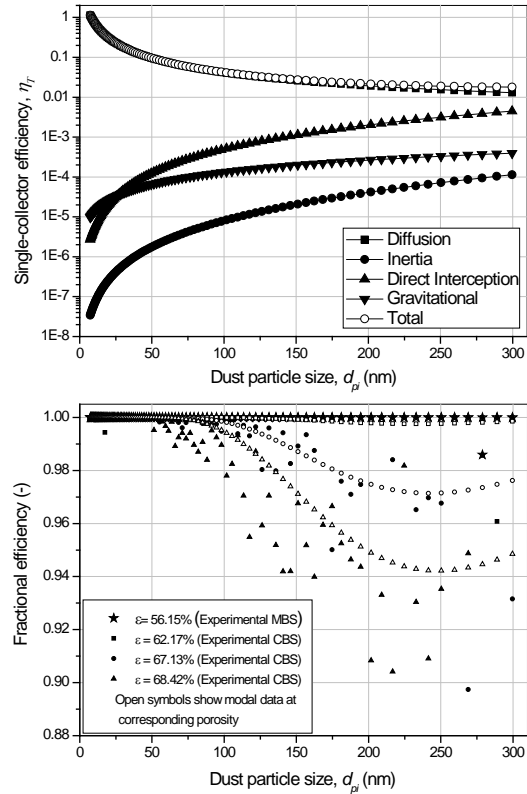 Single-collector efficiency, η_T
1
0.1
0.01
1E-3
1E-4
1E-5
1E-6
1E-7
1E-8
Diffusion
Inertia
Direct Interception
Gravitational
Total
0 50 100 150 200 250 300
Dust particle size, d_pi (nm)
Fractional efficiency (-)
1.00
0.98
0.96
0.94
0.92
0.90
0.88
ε= 56.15% (Experimental MBS)
ε = 62.17% (Experimental CBS)
ε = 67.13% (Experimental CBS)
ε = 68.42% (Experimental CBS)
Open symbols show modal data at
corresponding porosity
0 50 100 150 200 250 300
Dust particle size, d_pi (nm)